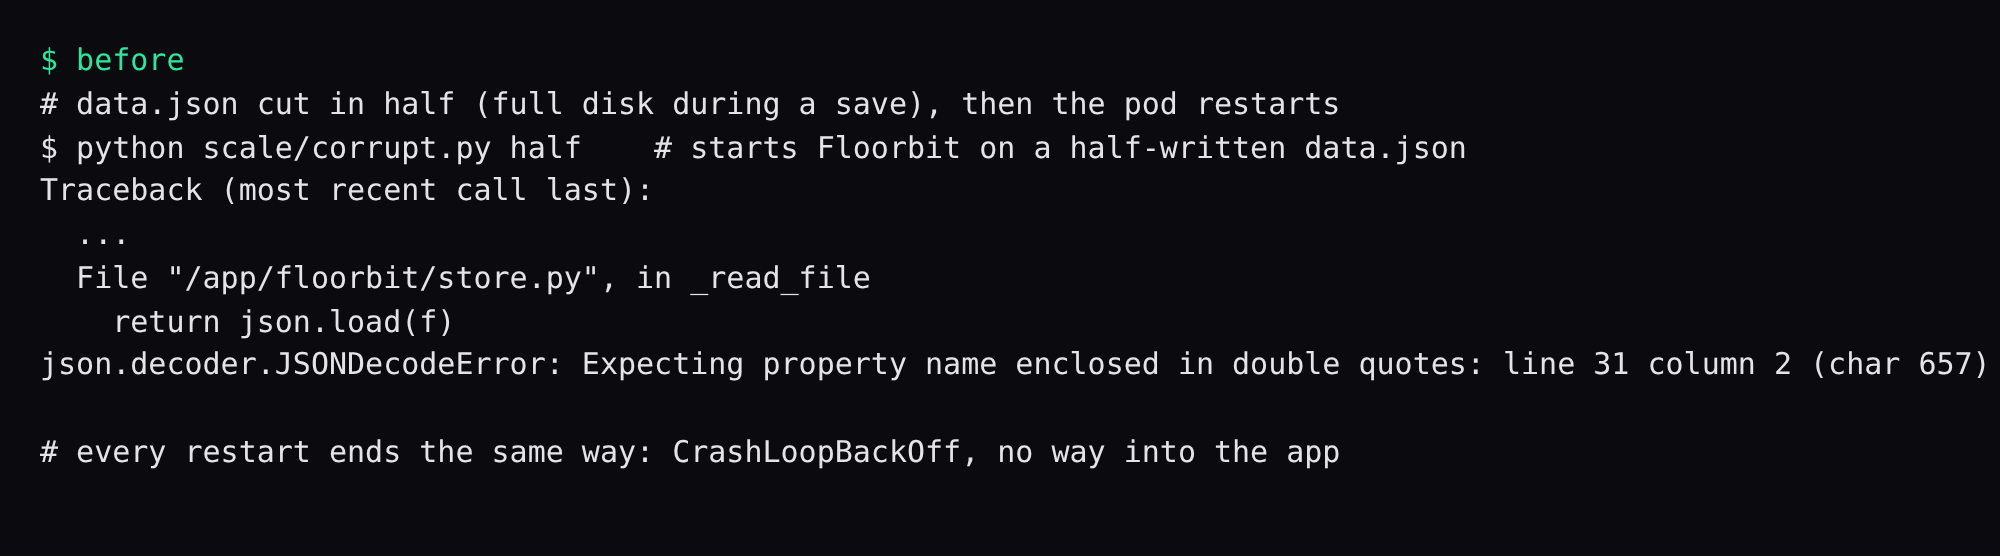 $ before
# data.json cut in half (full disk during a save), then the pod restarts
$ python scale/corrupt.py half    # starts Floorbit on a half-written data.json
Traceback (most recent call last):
  ...
  File "/app/floorbit/store.py", in _read_file
    return json.load(f)
json.decoder.JSONDecodeError: Expecting property name enclosed in double quotes: line 31 column 2 (char 657)
# every restart ends the same way: CrashLoopBackOff, no way into the app